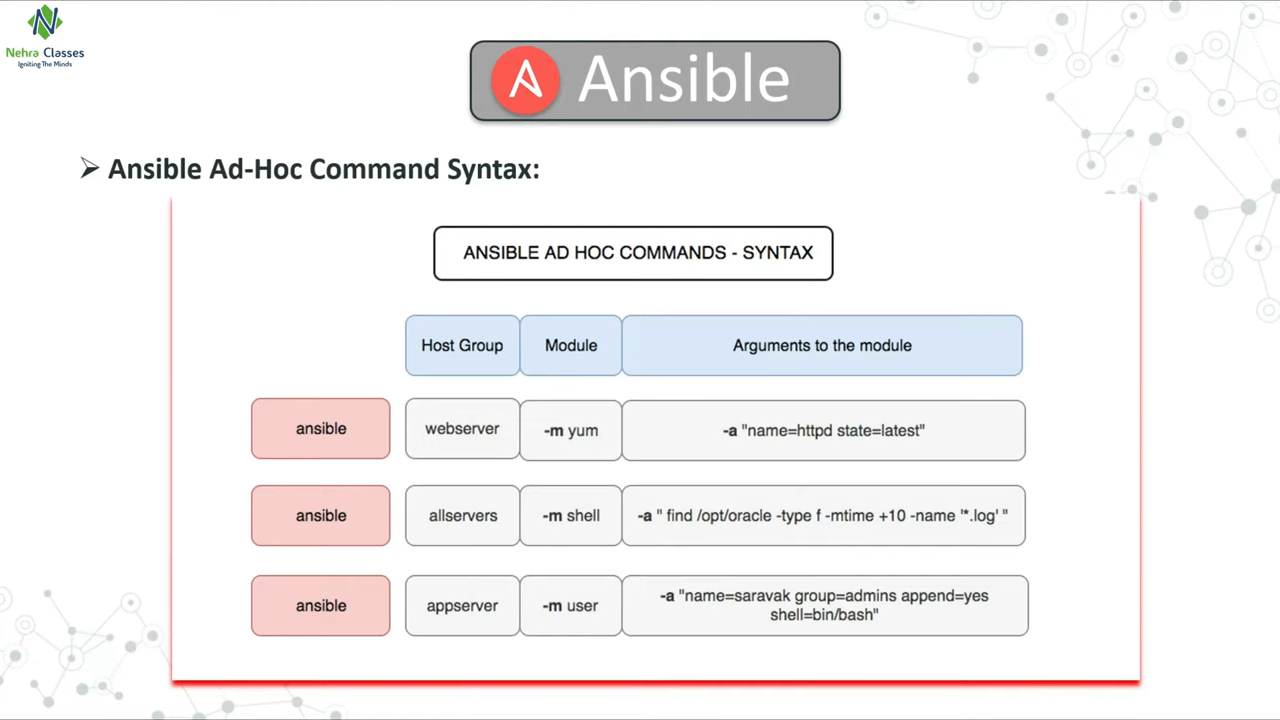 Nehra Classes
Igniting The Minds
Ansible
Ansible Ad-Hoc Command Syntax:
ANSIBLE AD HOC COMMANDS - SYNTAX
Host Group Module Arguments to the module
ansible webserver -m yum -a "name=httpd state=latest"
ansible allservers -m shell -a " find /opt/oracle -type f -mtime +10 -name '*.log' "
ansible appserver -m user -a "name=saravak group=admins append=yes
shell=bin/bash"